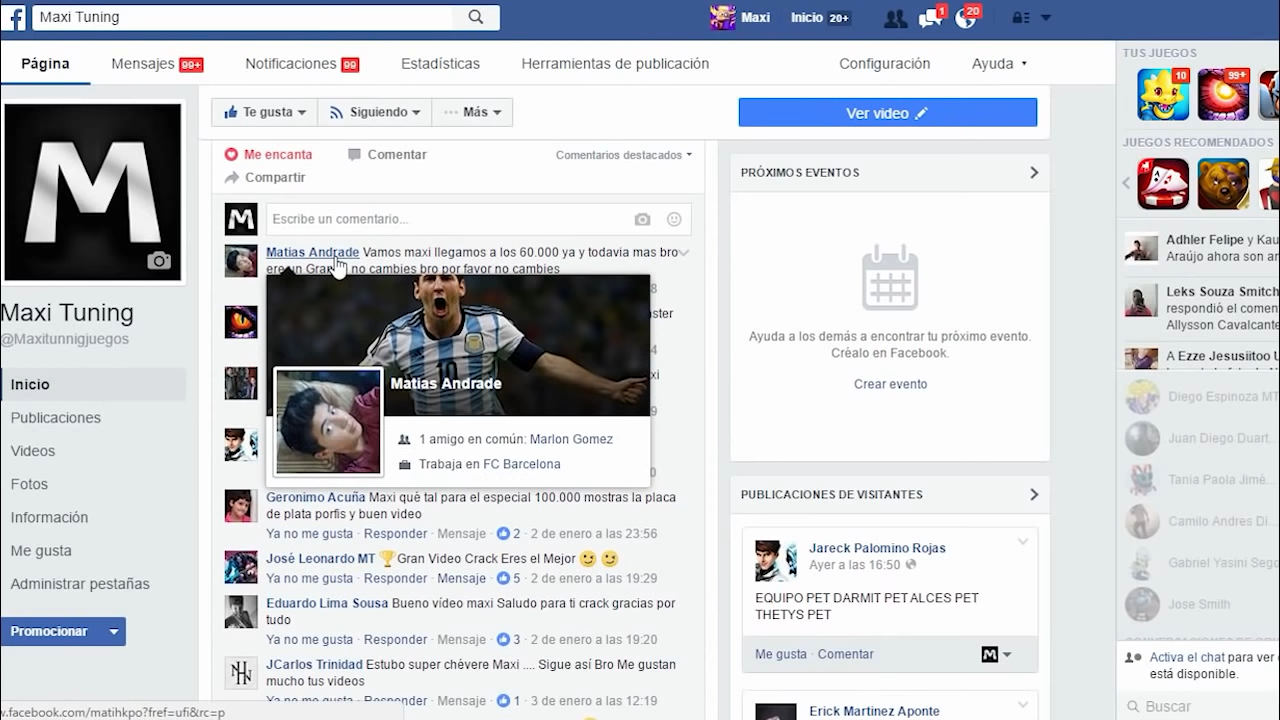 Maxi Tuning
Maxi
Inicio 20+
1
20
Página
Mensajes 99+
Notificaciones 99
Estadísticas
Herramientas de publicación
Configuración
Ayuda
Te gusta
Siguiendo
Más
Ver video
Me encanta
Comentar
Comentarios destacados
Compartir
M
Maxi Tuning
@Maxitunnigjuegos
Inicio
Publicaciones
Videos
Fotos
Información
Me gusta
Administrar pestañas
Promocionar
Escribe un comentario...
Matias Andrade Vamos maxi llegamos a los 60.000 ya y todavia mas bro
ere un Gran no cambies bro por favor no cambies
Matias Andrade
1 amigo en común: Marlon Gomez
Trabaja en FC Barcelona
Geronimo Acuña Maxi qué tal para el especial 100.000 mostras la placa
de plata porfis y buen video
Ya no me gusta · Responder · Mensaje · 2 · 2 de enero a las 23:56
José Leonardo MT 🏆Gran Video Crack Eres el Mejor 😉 😉
Ya no me gusta · Responder · Mensaje · 5 · 2 de enero a las 19:29
Eduardo Lima Sousa Bueno vídeo maxi Saludo para ti crack gracias por
tudo
Ya no me gusta · Responder · Mensaje · 3 · 2 de enero a las 19:20
JCarlos Trinidad Estubo super chévere Maxi .... Sigue así Bro Me gustan
mucho tus videos
Ya no me gusta · Responder · Mensaje · 1 · 2 de enero a las 19:13
w.facebook.com/matihkpo?fref=ufi&rc=p
PRÓXIMOS EVENTOS
Ayuda a los demás a encontrar tu próximo evento.
Créalo en Facebook.
Crear evento
PUBLICACIONES DE VISITANTES
Jareck Palomino Rojas
Ayer a las 16:50
EQUIPO PET DARMIT PET ALCES PET
THETYS PET
Me gusta · Comentar
M
Erick Martinez Aponte
TUS JUEGOS
10
99+
JUEGOS RECOMENDADOS
Adhler Felipe y Kau
Araújo ahora son am
Leks Souza Smitch
respondió el comen
Allysson Cavalcante
A Ezze Jesusiitoo L
Diego Espinoza MT
Juan Diego Duart...
Tania Paola Jimé...
Camilo Andres Di...
Gabriel Yasini Sego
Jose Smith
Activa el chat para ver
está disponible.
Buscar